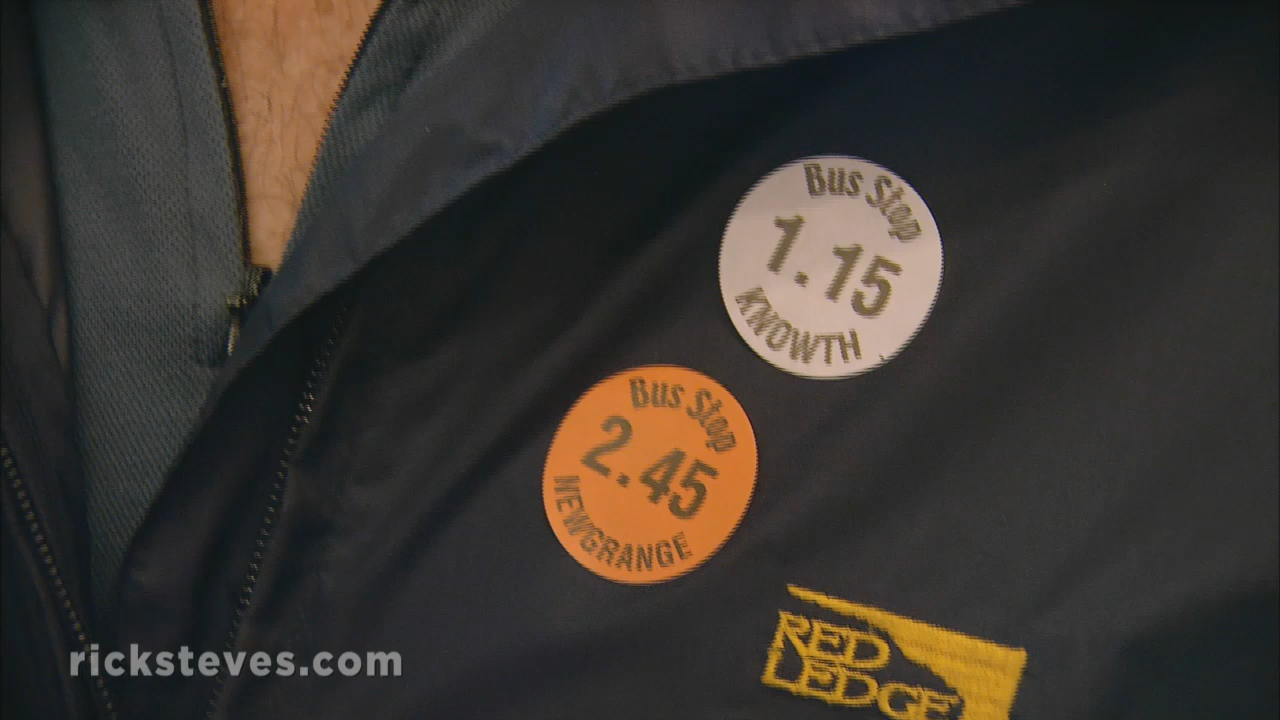 Bus Stop
1.15
KNOWTH
Bus Stop
2.45
NEWGRANGE
RED
LEDGE
ricksteves.com